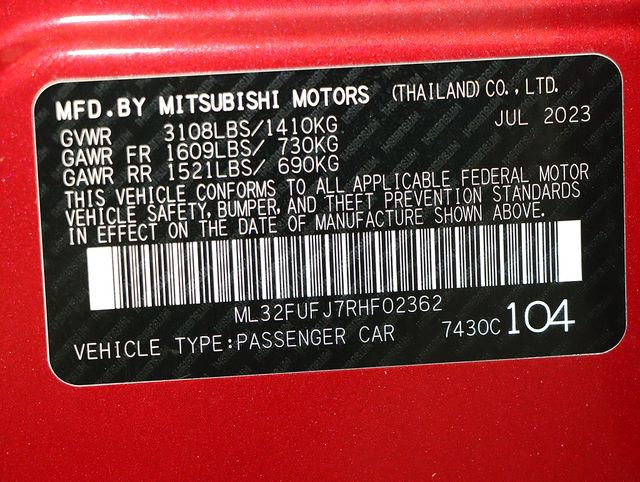 MFD.BY MITSUBISHI MOTORS (THAILAND) CO., LTD.
JUL 2023
GVWR 3108LBS/1410KG
GAWR FR 1609LBS/ 730KG
GAWR RR 1521LBS/ 690KG
THIS VEHICLE CONFORMS TO ALL APPLICABLE FEDERAL MOTOR
VEHICLE SAFETY, BUMPER, AND THEFT PREVENTION STANDARDS
IN EFFECT ON THE DATE OF MANUFACTURE SHOWN ABOVE.
ML32FUFJ7RHF02362
VEHICLE TYPE:PASSENGER CAR 7430C 104